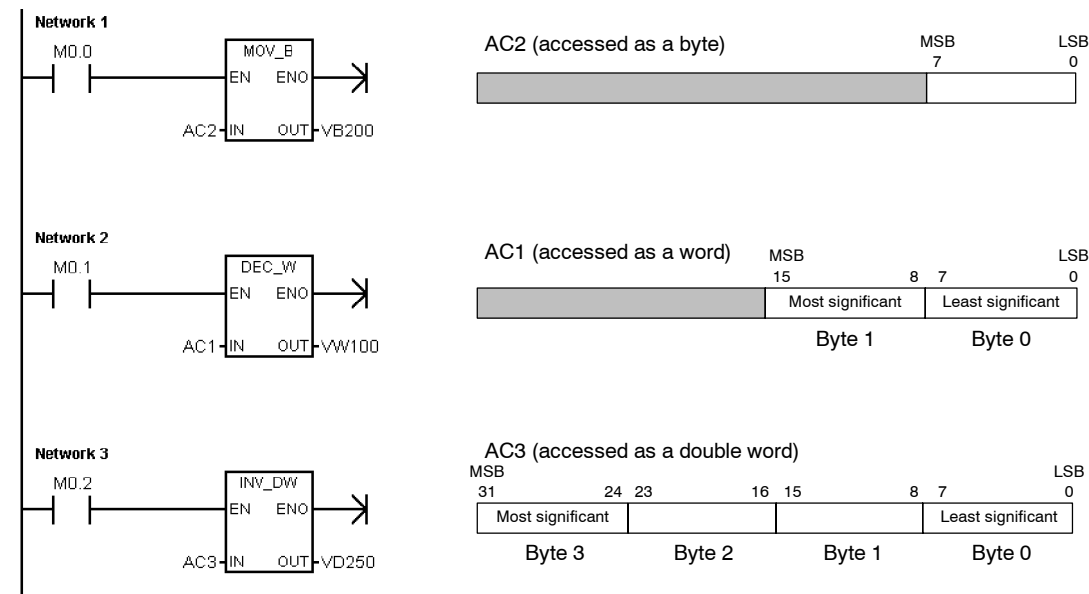 Network 1
M0.0
MOV_B
EN ENO
AC2 IN OUT VB200
AC2 (accessed as a byte)
MSB LSB
7 0
Network 2
M0.1
DEC_W
EN ENO
AC1 IN OUT VW100
AC1 (accessed as a word)
MSB LSB
15 8 7 0
Most significant Least significant
Byte 1 Byte 0
Network 3
M0.2
INV_DW
EN ENO
AC3 IN OUT VD250
AC3 (accessed as a double word)
MSB LSB
31 24 23 16 15 8 7 0
Most significant Least significant
Byte 3 Byte 2 Byte 1 Byte 0